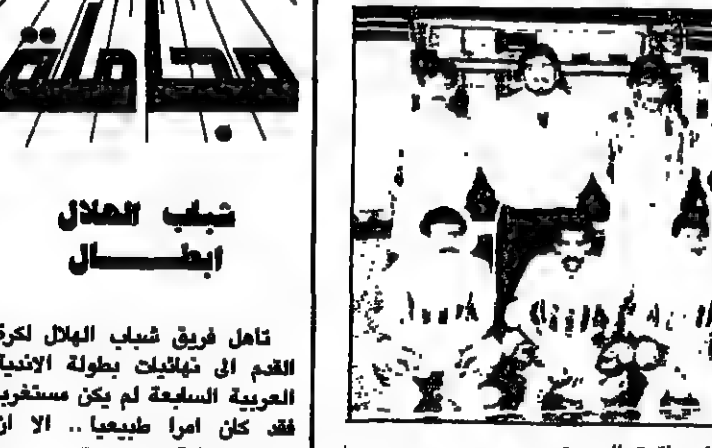 شباب الهلال
ابطـــــال
تاهل فريق شباب الهلال لكرة
القدم الى نهائيات بطولة الاندية
العربية السابعة لم يكن مستغربا
فقد كان امرا طبيعيا .. الا ان